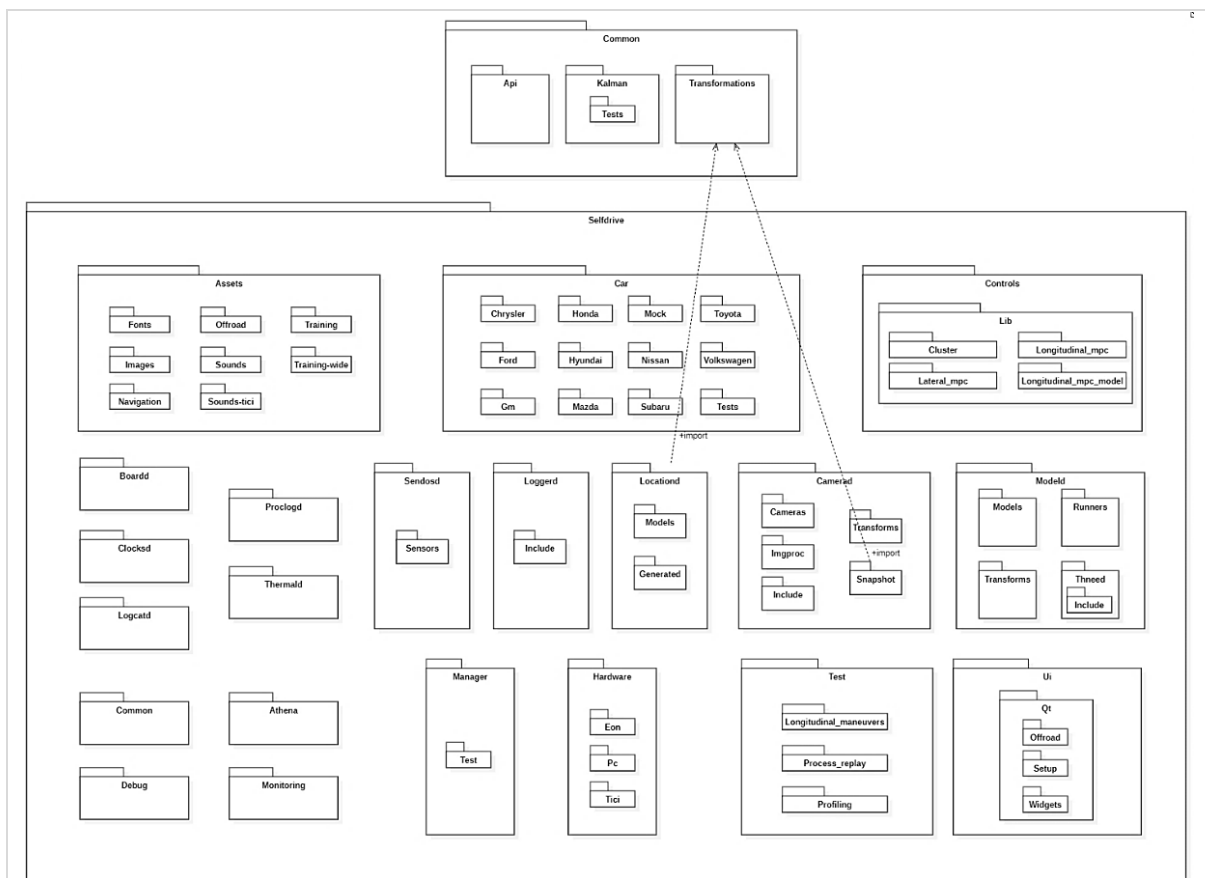 Common
Api
Kalman
Transformations
Tests
Selfdrive
Assets
Fonts
Offroad
Training
Images
Sounds
Training-wide
Navigation
Sounds-tici
Car
Chrysler
Honda
Mock
Toyota
Ford
Hyundai
Nissan
Volkswagen
Gm
Mazda
Subaru
Tests
+import
Controls
Lib
Cluster
Longitudinal_mpc
Lateral_mpc
Longitudinal_mpc_model
Boardd
Proclogd
Clocksd
Thermald
Logcatd
Sendosd
Sensors
Loggerd
Include
Locationd
Models
Generated
Camerad
Cameras
Transforms
Imgproc
+import
Snapshot
Include
Modeld
Models
Runners
Transforms
Thneed
Include
Common
Athena
Debug
Monitoring
Manager
Test
Hardware
Eon
Pc
Tici
Test
Longitudinal_maneuvers
Process_replay
Profiling
Ui
Qt
Offroad
Setup
Widgets